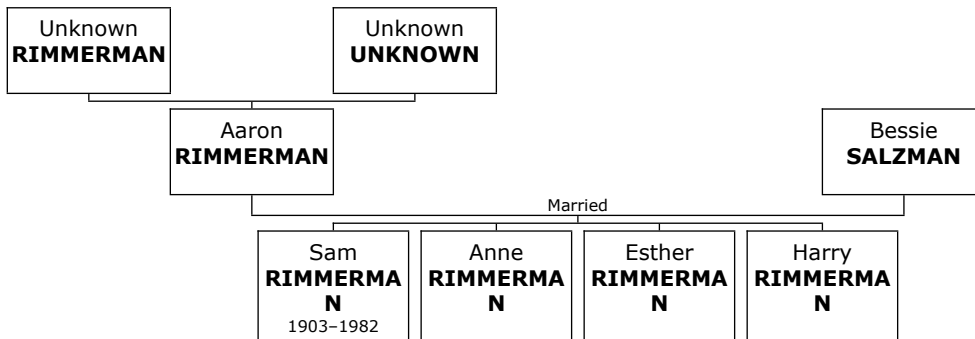 Unknown
RIMMERMAN
Unknown
UNKNOWN
Aaron
RIMMERMAN
Bessie
SALZMAN
Married
Sam
RIMMERMA
N
1903–1982
Anne
RIMMERMA
N
Esther
RIMMERMA
N
Harry
RIMMERMA
N